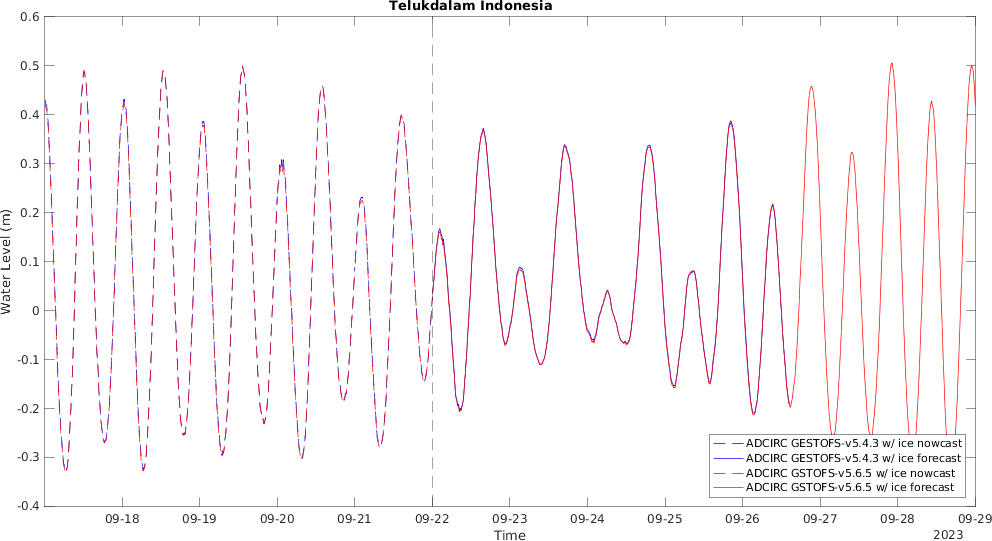 Telukdalam Indonesia
0.6
0.5
0.4
0.3
0.2
0.1
0
-0.1
-0.2
-0.3
-0.4
Water Level (m)
ADCIRC GESTOFS-v5.4.3 w/ ice nowcast
ADCIRC GESTOFS-v5.4.3 w/ ice forecast
ADCIRC GSTOFS-v5.6.5 w/ ice nowcast
ADCIRC GSTOFS-v5.6.5 w/ ice forecast
09-18 09-19 09-20 09-21 09-22 09-23 09-24 09-25 09-26 09-27 09-28 09-29
Time
2023